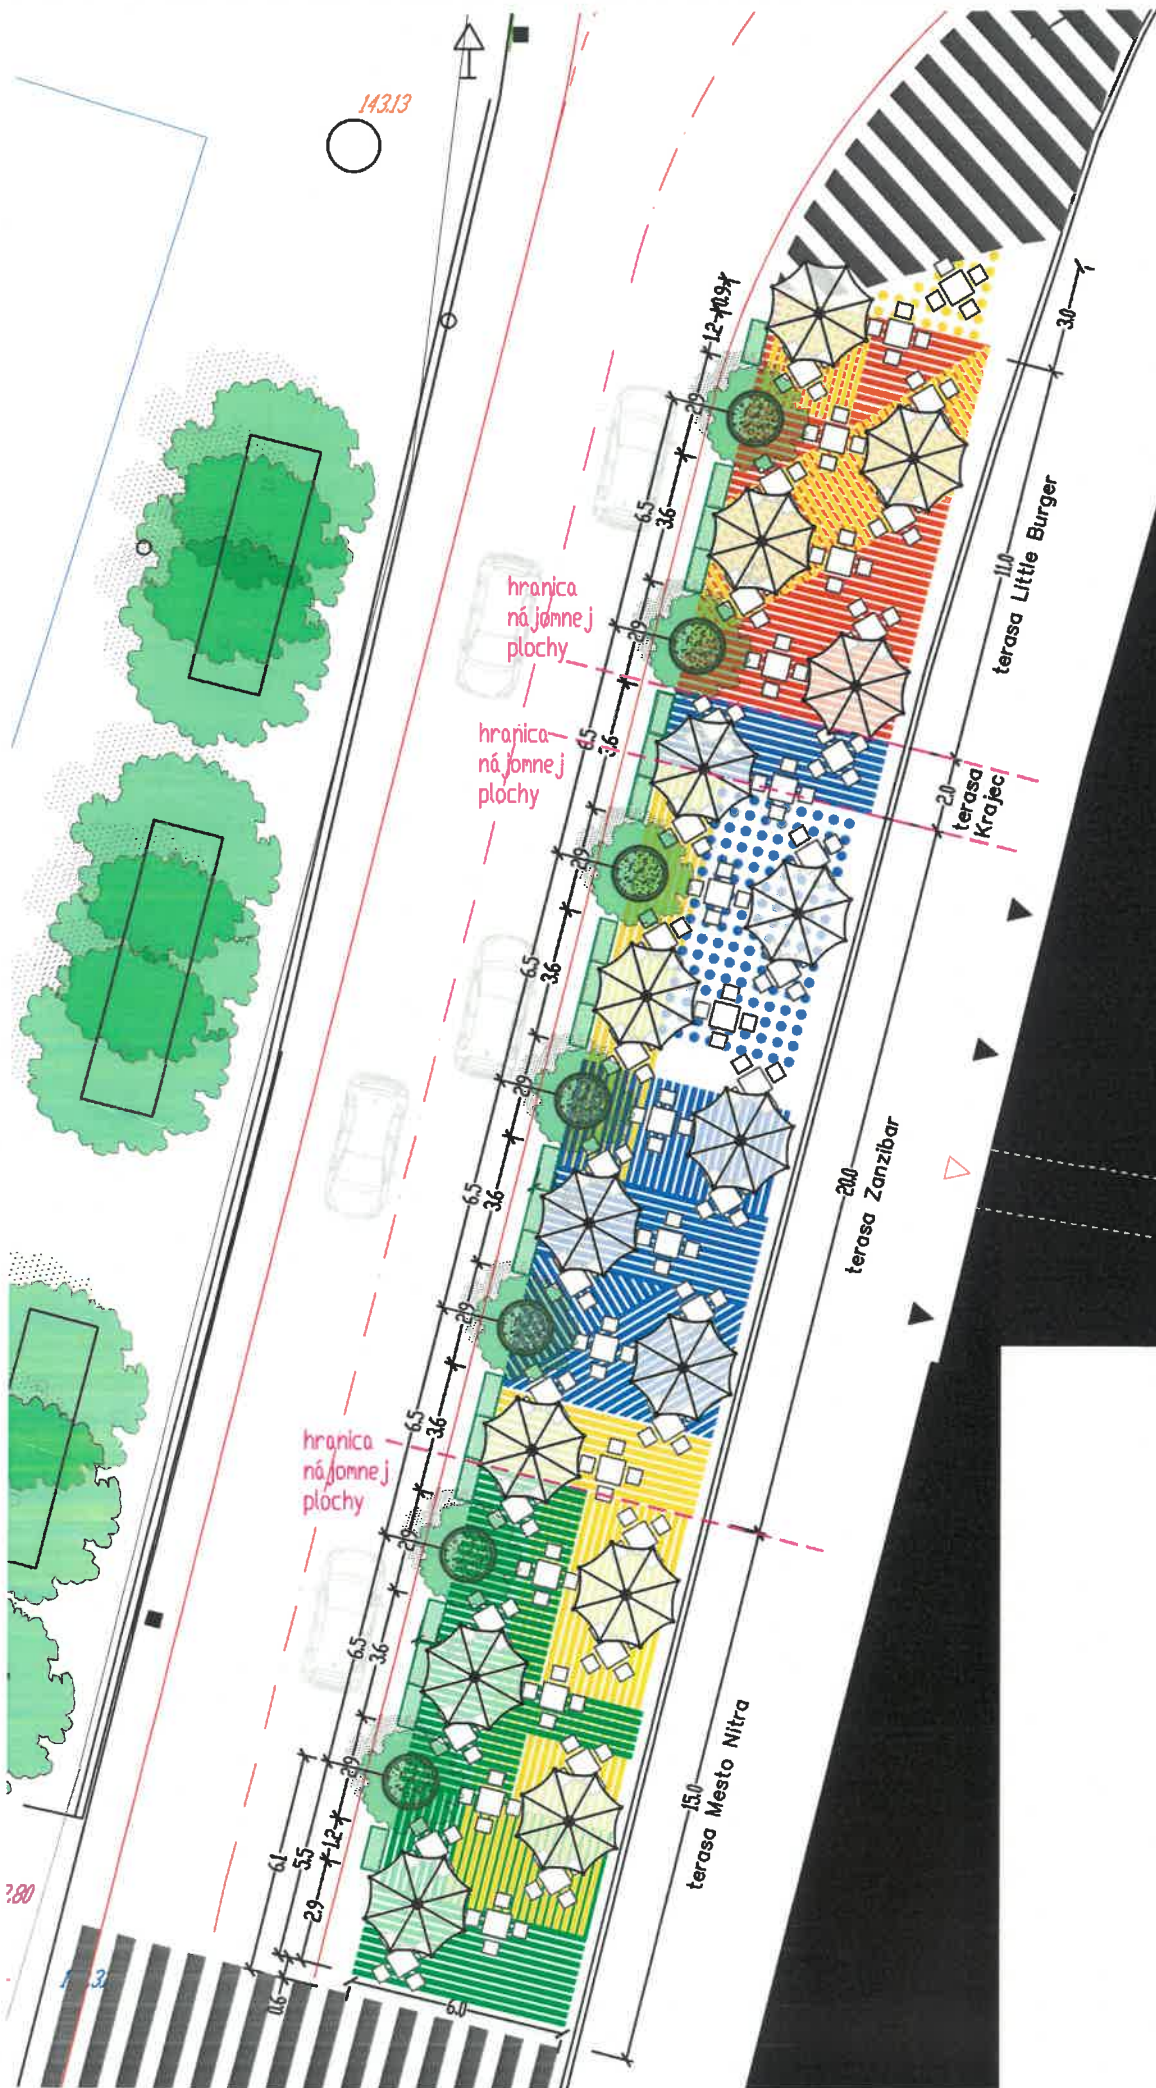 143.13
1.2
0.9
3.0
2.9
6.5
3.6
11.0
terasa Little Burger
hranica
nájomnej
plochy
2.9
6.5
3.6
hranica
nájomnej
plochy
2.0
terasa
Krajec
2.9
6.5
3.6
2.9
20.0
terasa Zanzibar
6.5
3.6
2.9
6.5
3.6
hranica
nájomnej
plochy
2.9
6.5
3.6
2.9
15.0
terasa Mesto Nitra
1.2
6.1
5.5
2.9
0.6
6.0